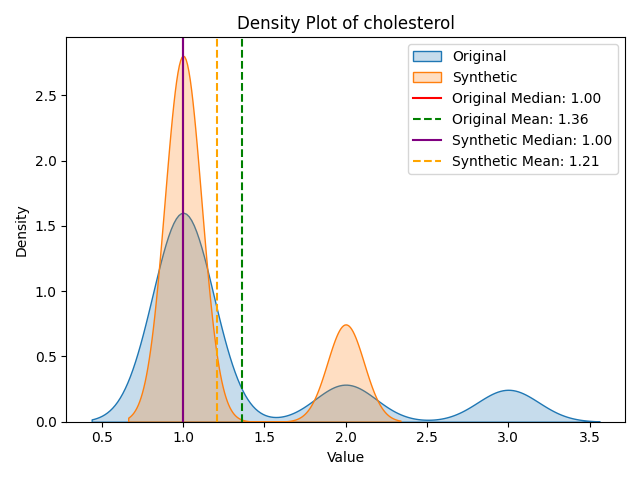 Density Plot of cholesterol
Original
Synthetic
Original Median: 1.00
Original Mean: 1.36
Synthetic Median: 1.00
Synthetic Mean: 1.21
Density
2.5
2.0
1.5
1.0
0.5
0.0
0.5 1.0 1.5 2.0 2.5 3.0 3.5
Value